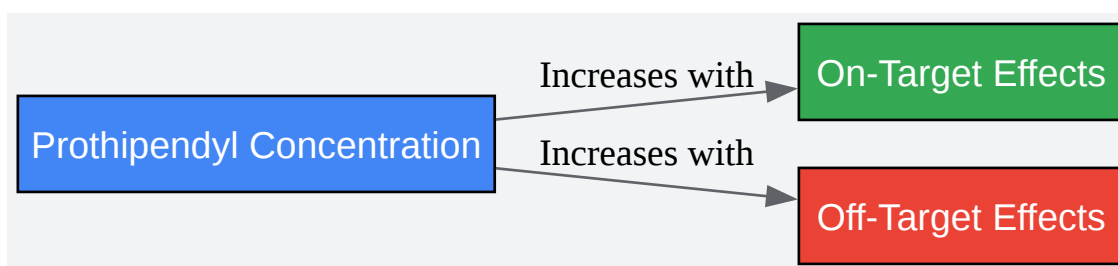 Prothipendyl Concentration
Increases with
On-Target Effects
Increases with
Off-Target Effects